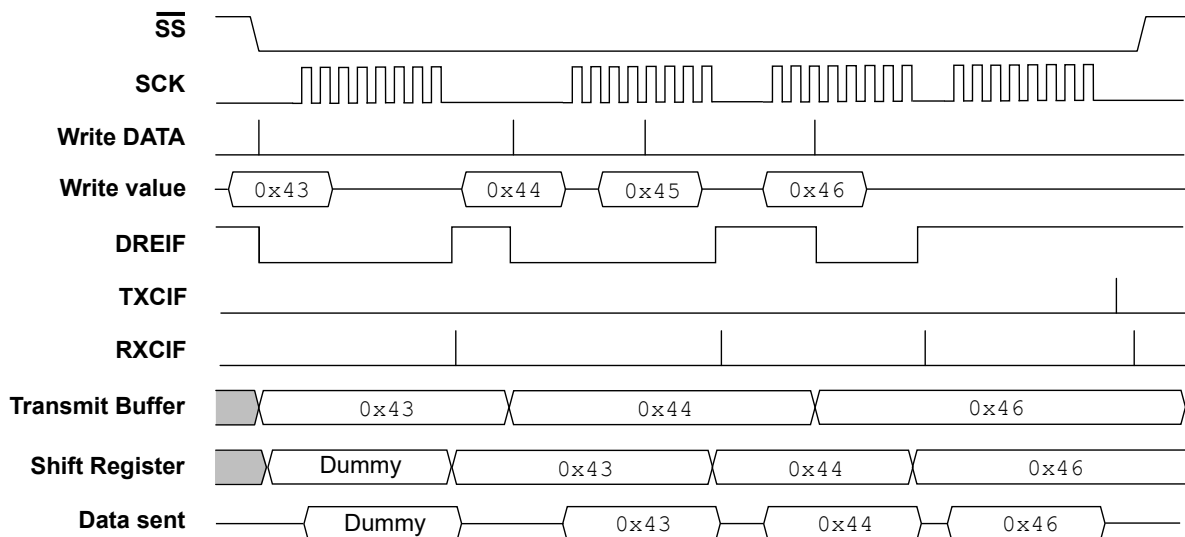 SS
SCK
Write DATA
Write value 0x43 0x44 0x45 0x46
DREIF
TXCIF
RXCIF
Transmit Buffer 0x43 0x44 0x46
Shift Register Dummy 0x43 0x44 0x46
Data sent Dummy 0x43 0x44 0x46